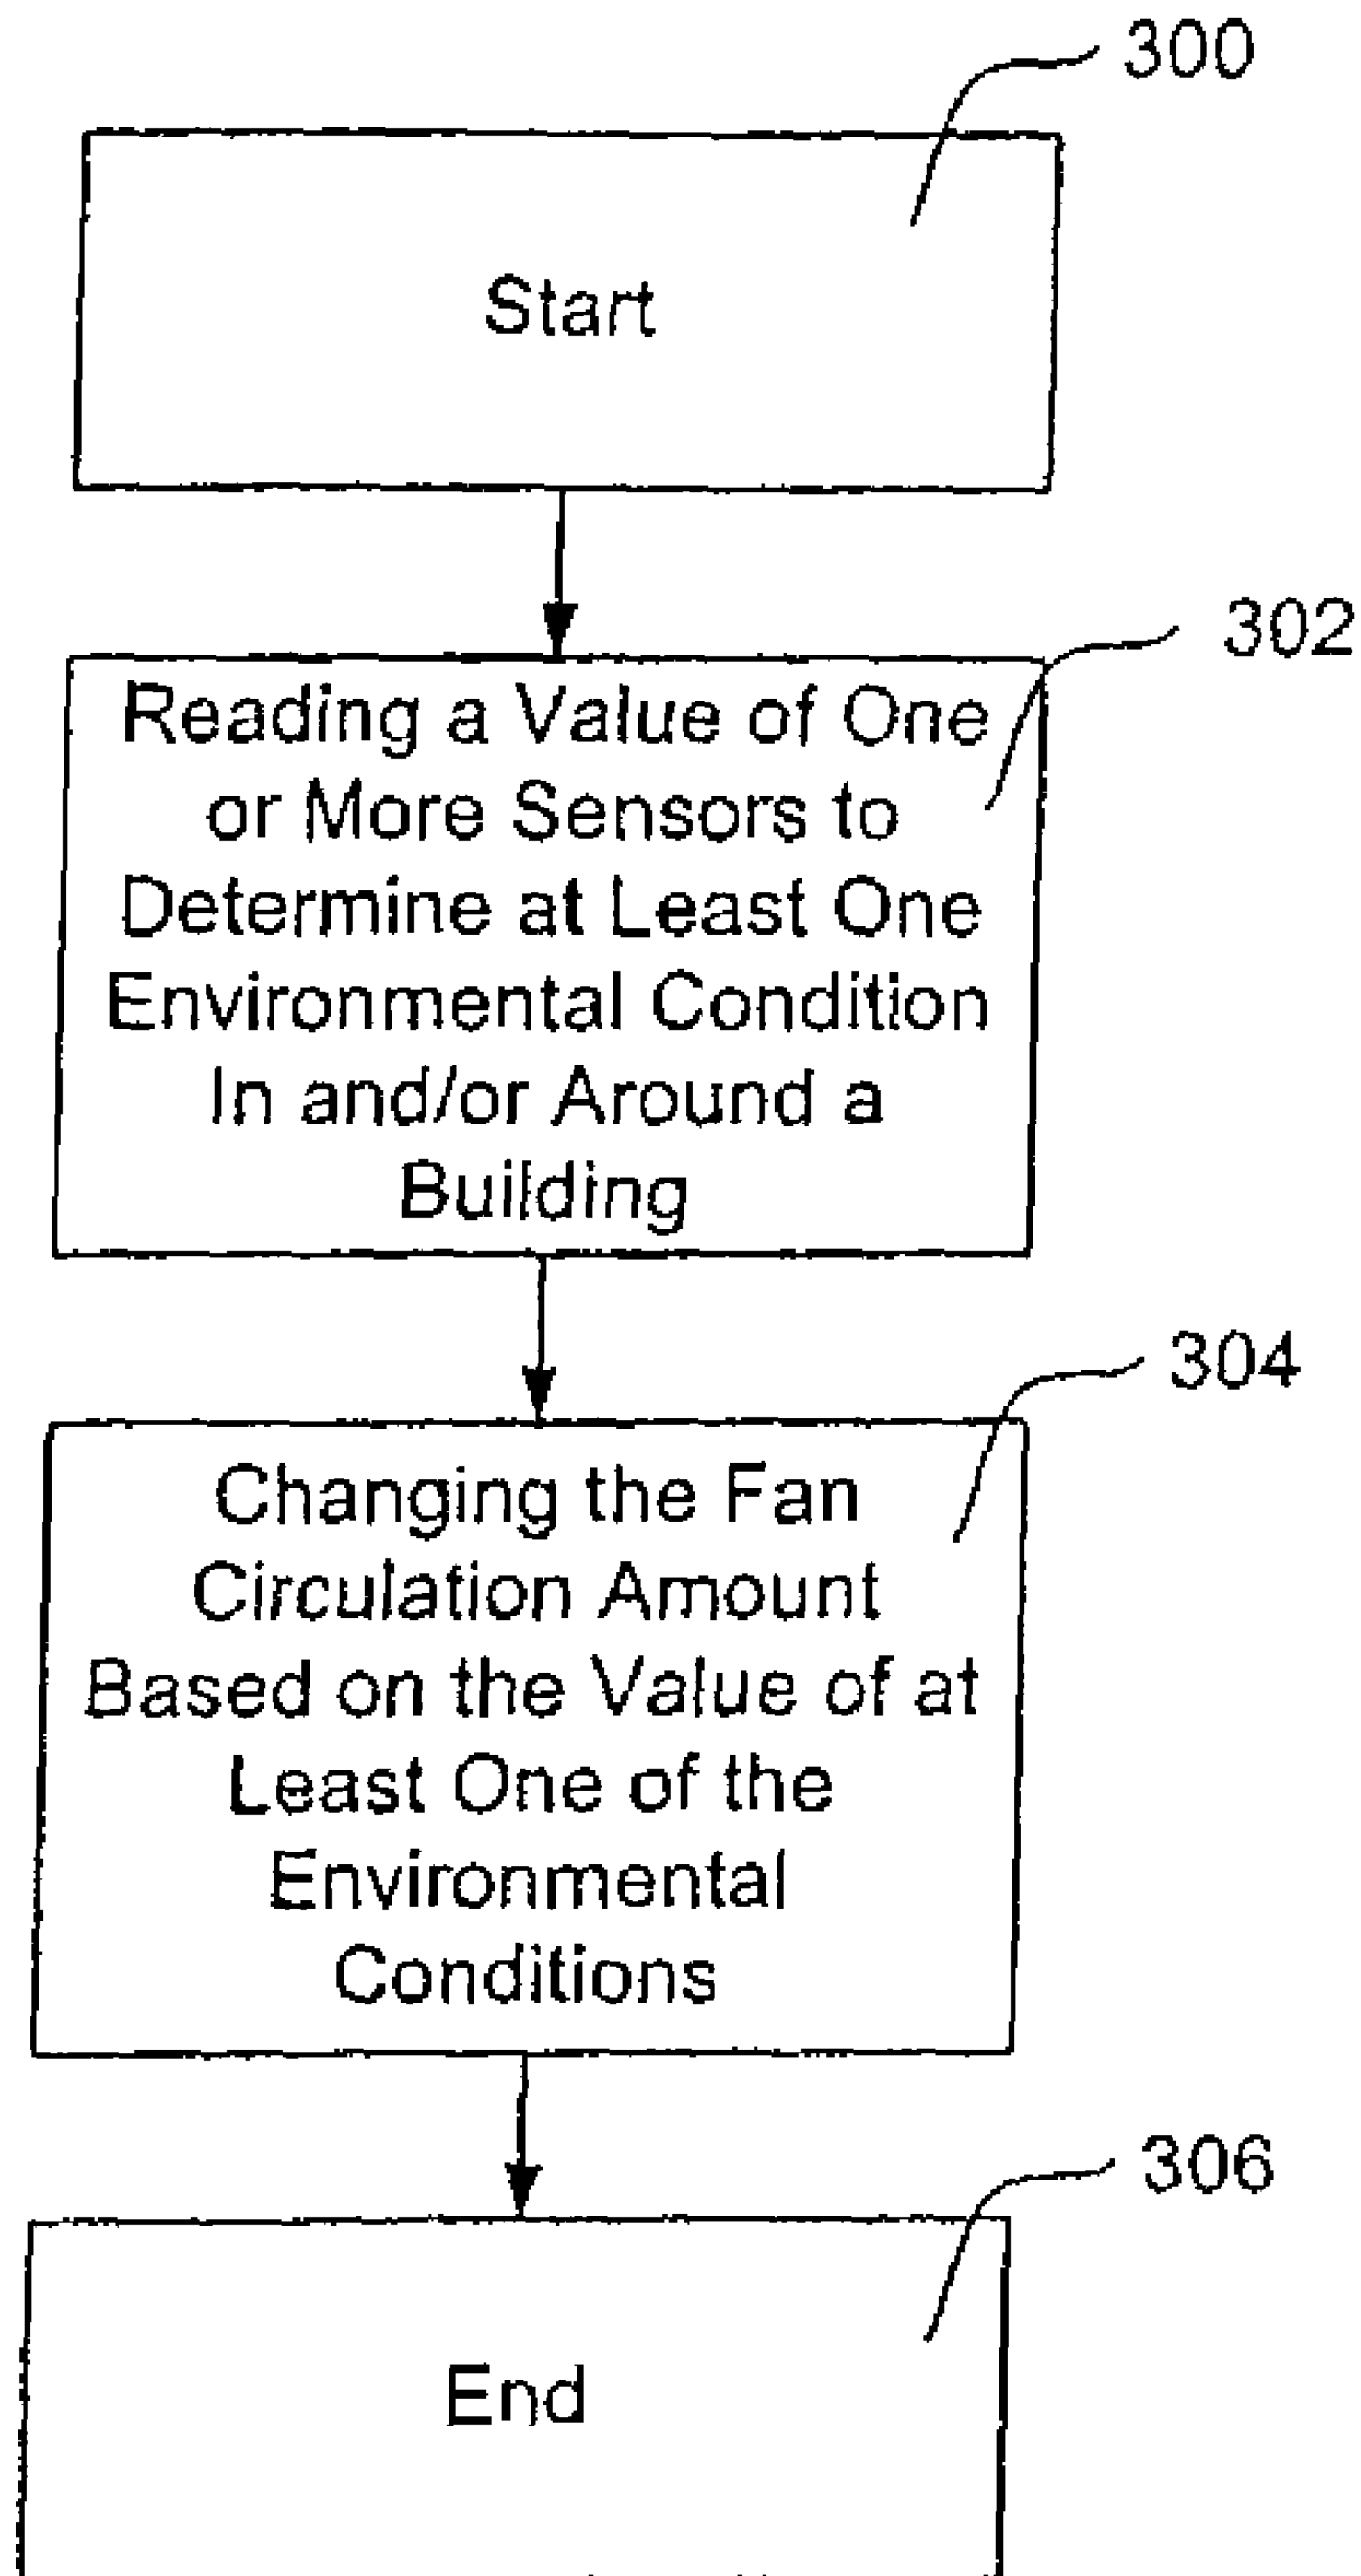 300
Start
302
Reading a Value of One
or More Sensors to
Determine at Least One
Environmental Condition
In and/or Around a
Building
304
Changing the Fan
Circulation Amount
Based on the Value of at
Least One of the
Environmental
Conditions
306
End